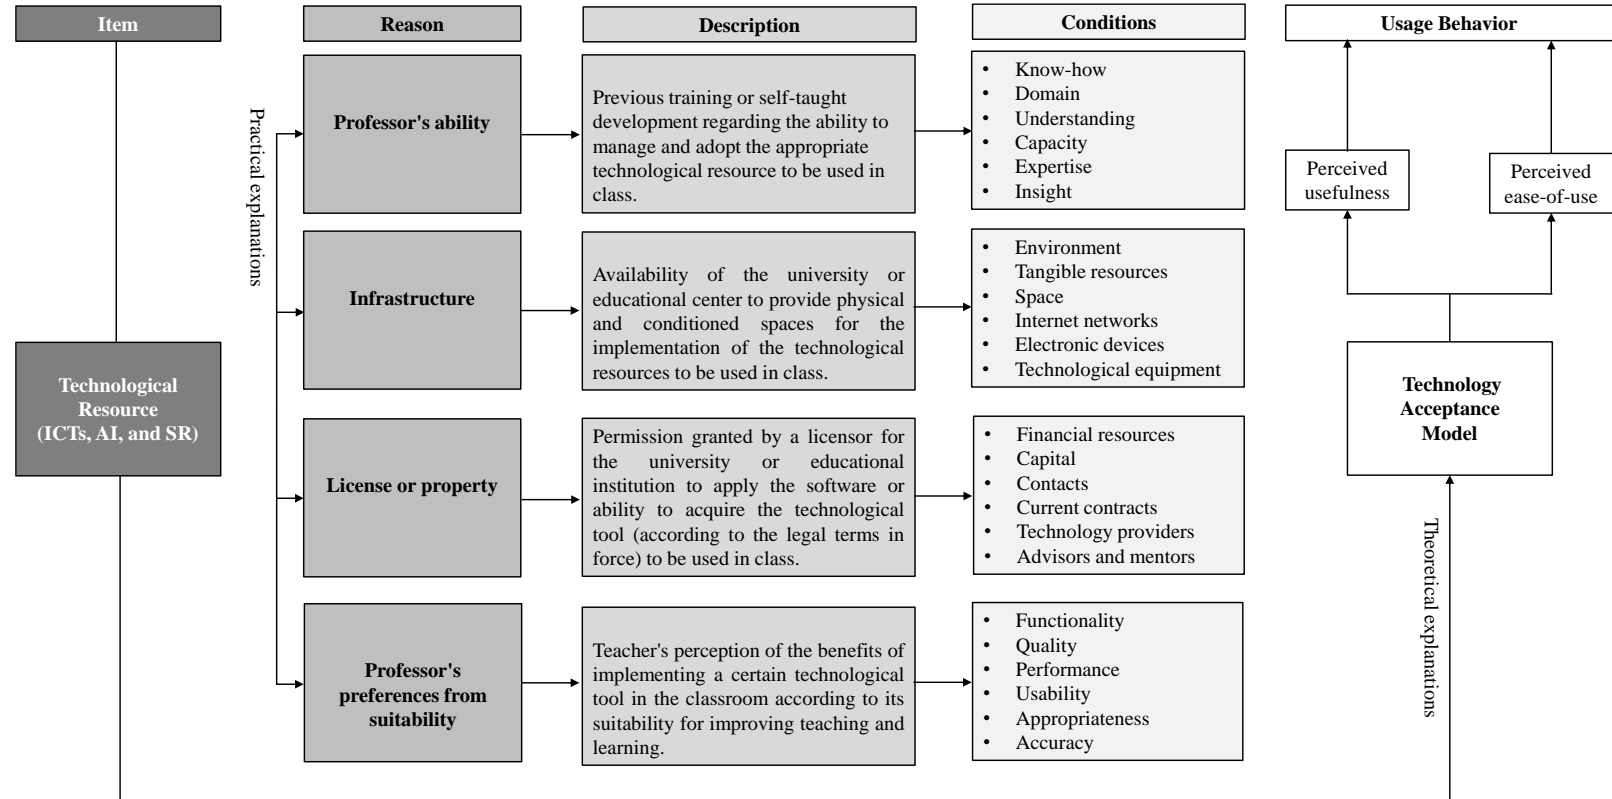 Item
Reason
Description
Conditions
Usage Behavior
Technological
Resource
(ICTs, AI, and SR)
Practical explanations
Professor's ability
Previous training or self-taught
development regarding the ability to
manage and adopt the appropriate
technological resource to be used in
class.
• Know-how
• Domain
• Understanding
• Capacity
• Expertise
• Insight
Infrastructure
Availability of the university or
educational center to provide physical
and conditioned spaces for the
implementation of the technological
resources to be used in class.
• Environment
• Tangible resources
• Space
• Internet networks
• Electronic devices
• Technological equipment
License or property
Permission granted by a licensor for
the university or educational
institution to apply the software or
ability to acquire the technological
tool (according to the legal terms in
force) to be used in class.
• Financial resources
• Capital
• Contacts
• Current contracts
• Technology providers
• Advisors and mentors
Professor's
preferences from
suitability
Teacher's perception of the benefits of
implementing a certain technological
tool in the classroom according to its
suitability for improving teaching and
learning.
• Functionality
• Quality
• Performance
• Usability
• Appropriateness
• Accuracy
Perceived
usefulness
Perceived
ease-of-use
Technology
Acceptance
Model
Theoretical explanations